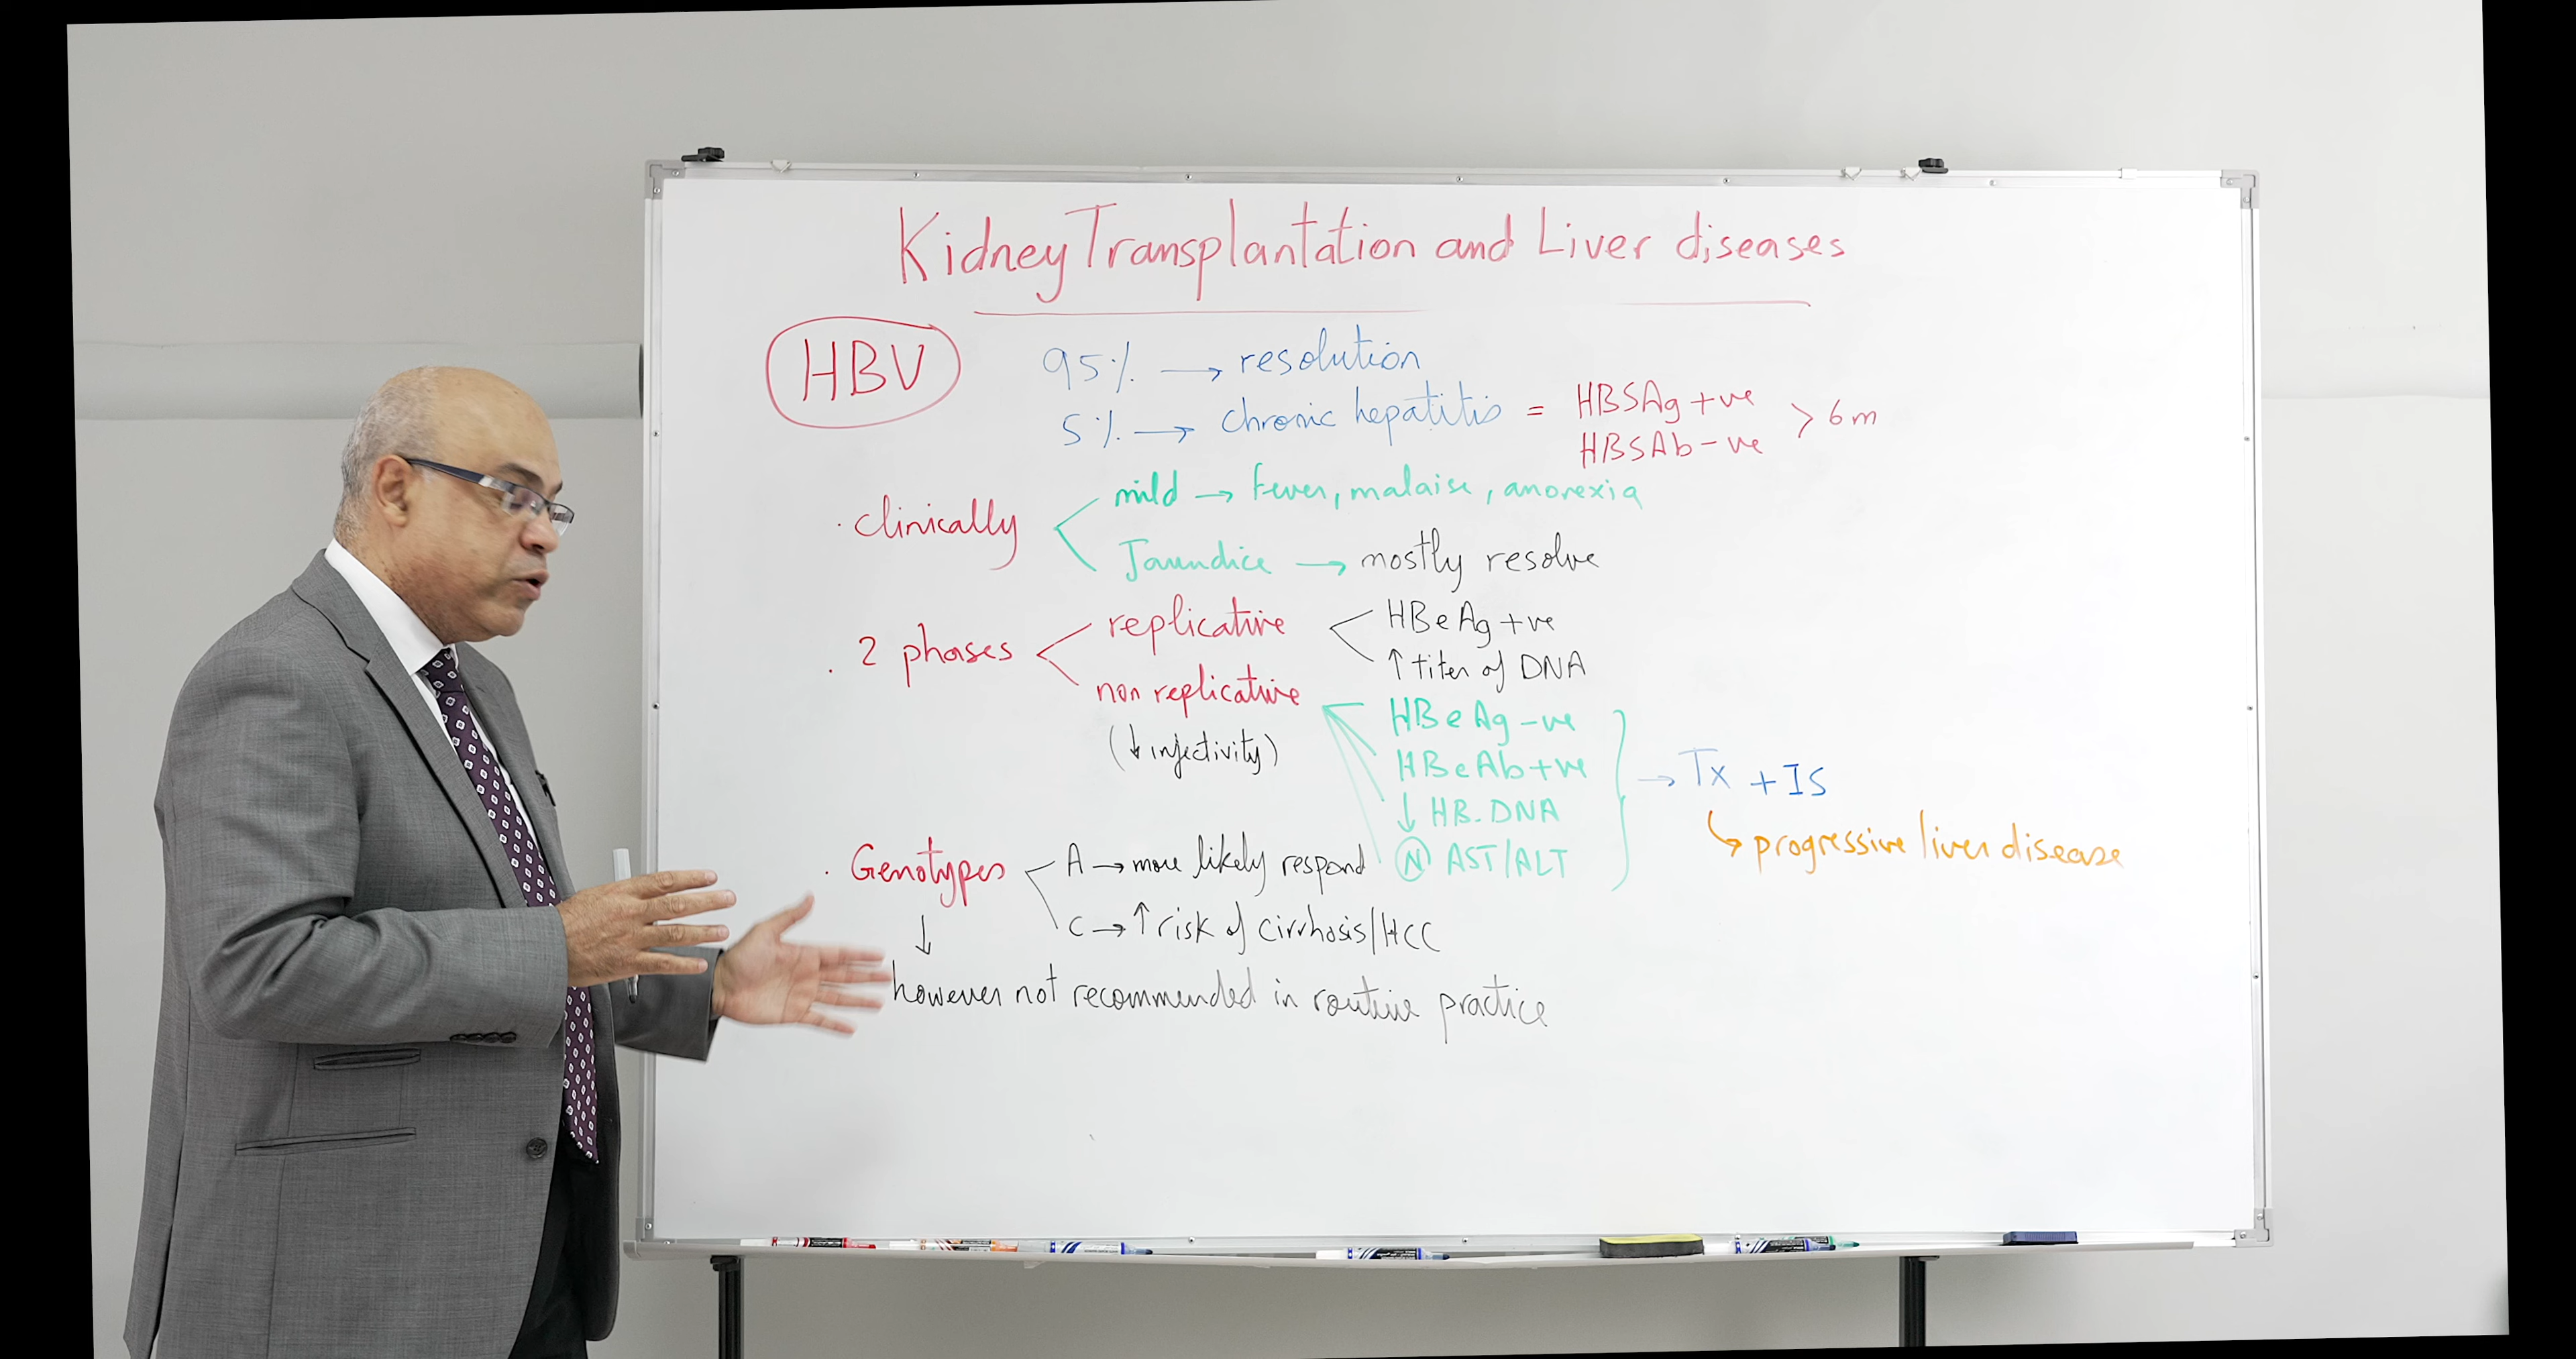 Kidney Transplantation and Liver diseases
HBV
95% → resolution
5% → chronic hepatitis = HBSAg +ve
HBSAb -ve > 6m
· clinically
mild → Fever, malaise, anorexia
Jaundice → mostly resolve
· 2 phases
replicative
HBeAg +ve
↑ titer of DNA
non replicative
(↓ infectivity)
HBeAg -ve
HBeAb +ve
↓ HB-DNA
N AST/ALT
→ Tx + IS
↳ progressive liver disease
· Genotypes
A → more likely respond
C → ↑ risk of cirrhosis/HCC
↓
however not recommended in routine practice